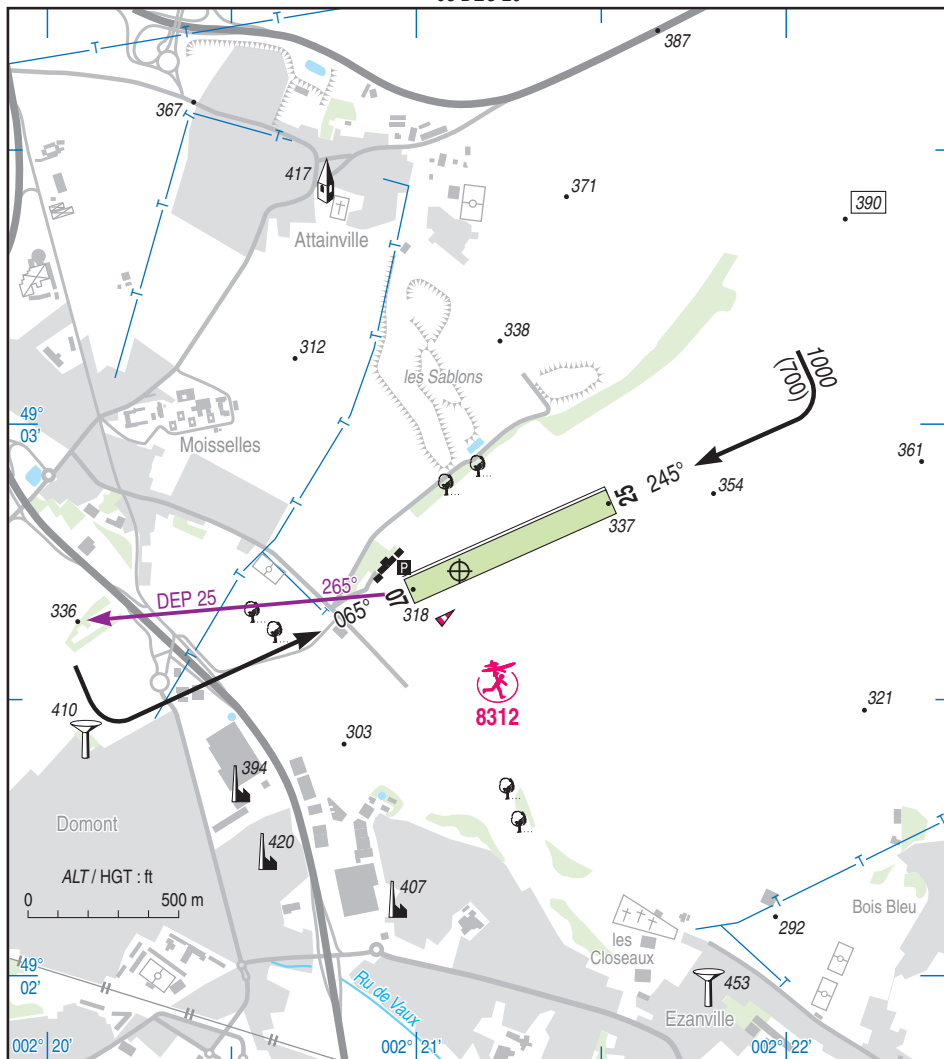 387
T
T
367
T
417
371
390
Attainville
T
T
T
338
312
T
les Sablons
1000
(700)
49°
03'
Moisselles
361
25
245°
354
337
T
P
DEP 25
265°
07
065°
318
336
T
8312
410
321
303
394
Domont
420
T
ALT / HGT : ft
0
500 m
407
T
Bois Bleu
292
les
Closeaux
49°
02'
T
453
Ru de Vaux
Ezanville
002° 20'
002° 21'
002° 22'